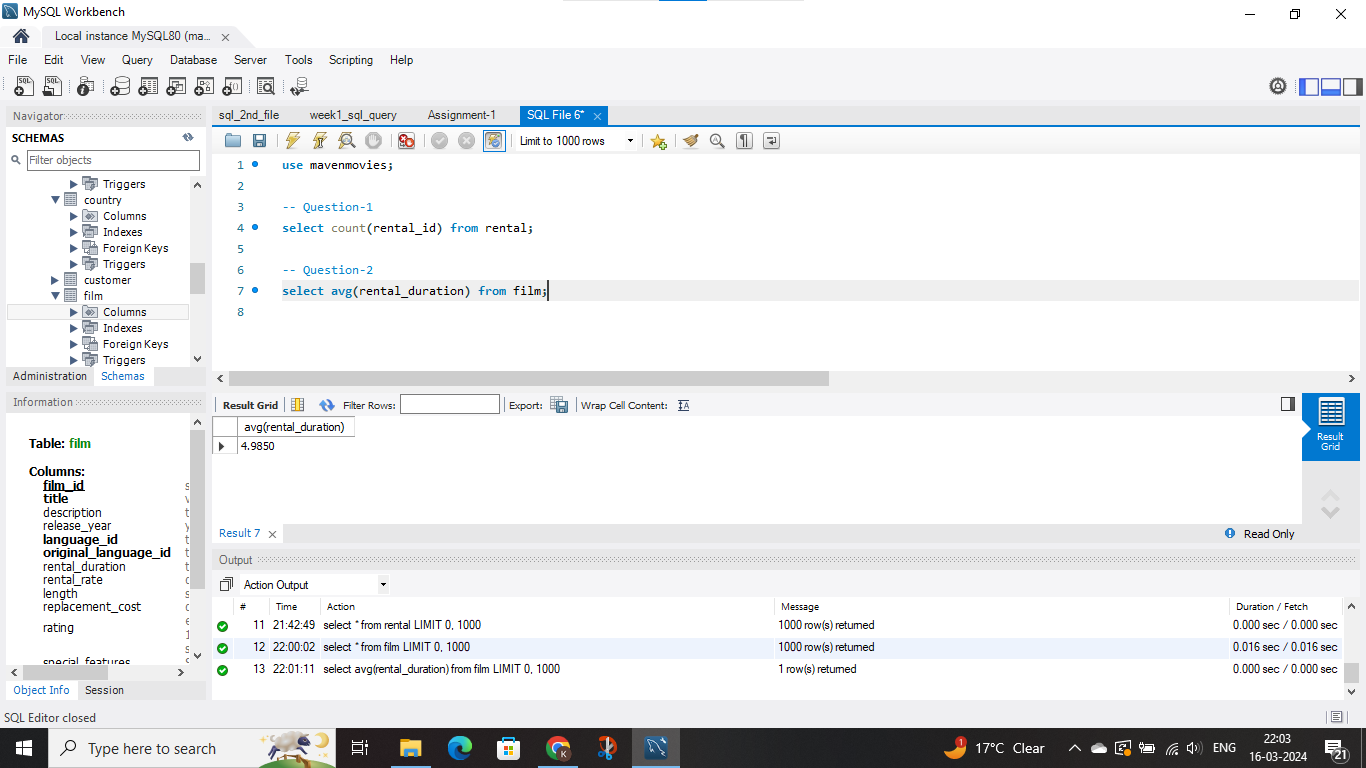 MySQL Workbench
Local instance MySQL80 (ma...
File Edit View Query Database Server Tools Scripting Help
Navigator
SCHEMAS
Filter objects
Triggers
country
Columns
Indexes
Foreign Keys
Triggers
customer
film
Columns
Indexes
Foreign Keys
Triggers
Administration Schemas
Information
Table: film
Columns:
film_id
title
description
release_year
language_id
original_language_id
rental_duration
rental_rate
length
replacement_cost
rating
special_features
Object Info Session
sql_2nd_file week1_sql_query Assignment-1 SQL File 6*
Limit to 1000 rows
1 use mavenmovies;
2
3 -- Question-1
4 select count(rental_id) from rental;
5
6 -- Question-2
7 select avg(rental_duration) from film;
8
Result Grid Filter Rows: Export: Wrap Cell Content:
avg(rental_duration)
4.9850
Result Grid
Result 7
Read Only
Output
Action Output
# Time Action Message Duration / Fetch
11 21:42:49 select * from rental LIMIT 0, 1000 1000 row(s) returned 0.000 sec / 0.000 sec
12 22:00:02 select * from film LIMIT 0, 1000 1000 row(s) returned 0.016 sec / 0.016 sec
13 22:01:11 select avg(rental_duration) from film LIMIT 0, 1000 1 row(s) returned 0.000 sec / 0.000 sec
SQL Editor closed
Type here to search
1 17°C Clear ENG 22:03
16-03-2024
21